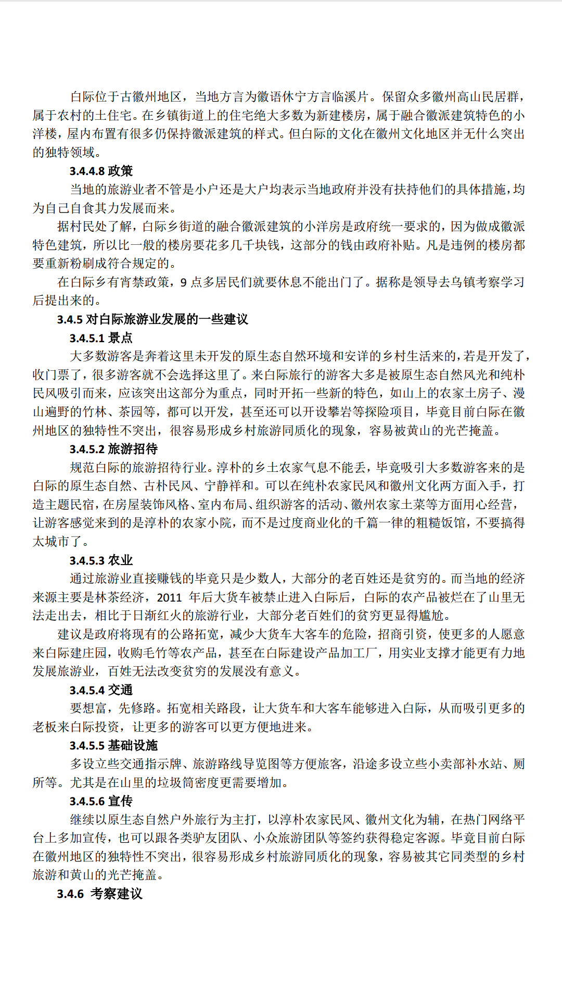 白际位于古徽州地区，当地方言为徽语休宁方言临溪片。保留众多徽州高山民居群，
属于农村的土住宅。在乡镇街道上的住宅绝大多数为新建楼房，属于融合徽派建筑特色的小
洋楼，屋内布置有很多仍保持徽派建筑的样式。但白际的文化在徽州文化地区并无什么突出
的独特领域。
3.4.4.8 政策
当地的旅游业者不管是小户还是大户均表示当地政府并没有扶持他们的具体措施，均
为自己自食其力发展而来。
据村民处了解，白际乡街道的融合徽派建筑的小洋房是政府统一要求的，因为做成徽派
特色建筑，所以比一般的楼房要花多几千块钱，这部分的钱由政府补贴。凡是违例的楼房都
要重新粉刷成符合规定的。
在白际乡有宵禁政策，9 点多居民们就要休息不能出门了。据称是领导去乌镇考察学习
后提出来的。
3.4.5 对白际旅游业发展的一些建议
3.4.5.1 景点
大多数游客是奔着这里未开发的原生态自然环境和安详的乡村生活来的，若是开发了，
收门票了，很多游客就不会选择这里了。来白际旅行的游客大多是被原生态自然风光和纯朴
民风吸引而来，应该突出这部分为重点，同时开拓一些新的特色，如山上的农家土房子、漫
山遍野的竹林、茶园等，都可以开发，甚至还可以开设攀岩等探险项目，毕竟目前白际在徽
州地区的独特性不突出，很容易形成乡村旅游同质化的现象，容易被黄山的光芒掩盖。
3.4.5.2 旅游招待
规范白际的旅游招待行业。淳朴的乡土农家气息不能丢，毕竟吸引大多数游客来的是
白际的原生态自然、古朴民风、宁静祥和。可以在纯朴农家民风和徽州文化两方面入手，打
造主题民宿，在房屋装饰风格、室内布局、组织游客的活动、徽州农家土菜等方面用心经营，
让游客感觉来到的是淳朴的农家小院，而不是过度商业化的千篇一律的粗糙饭馆，不要搞得
太城市了。
3.4.5.3 农业
通过旅游业直接赚钱的毕竟只是少数人，大部分的老百姓还是贫穷的。而当地的经济
来源主要是林茶经济，2011 年后大货车被禁止进入白际后，白际的农产品被烂在了山里无
法走出去，相比于日渐红火的旅游行业，大部分老百姓们的贫穷更显得尴尬。
建议是政府将现有的公路拓宽，减少大货车大客车的危险，招商引资，使更多的人愿意
来白际建庄园，收购毛竹等农产品，甚至在白际建设产品加工厂，用实业支撑才能更有力地
发展旅游业，百姓无法改变贫穷的发展没有意义。
3.4.5.4 交通
要想富，先修路。拓宽相关路段，让大货车和大客车能够进入白际，从而吸引更多的
老板来白际投资，让更多的游客可以更方便地进来。
3.4.5.5 基础设施
多设立些交通指示牌、旅游路线导览图等方便旅客，沿途多设立些小卖部补水站、厕
所等。尤其是在山里的垃圾筒密度更需要增加。
3.4.5.6 宣传
继续以原生态自然户外旅行为主打，以淳朴农家民风、徽州文化为辅，在热门网络平
台上多加宣传，也可以跟各类驴友团队、小众旅游团队等签约获得稳定客源。毕竟目前白际
在徽州地区的独特性不突出，很容易形成乡村旅游同质化的现象，容易被其它同类型的乡村
旅游和黄山的光芒掩盖。
3.4.6 考察建议